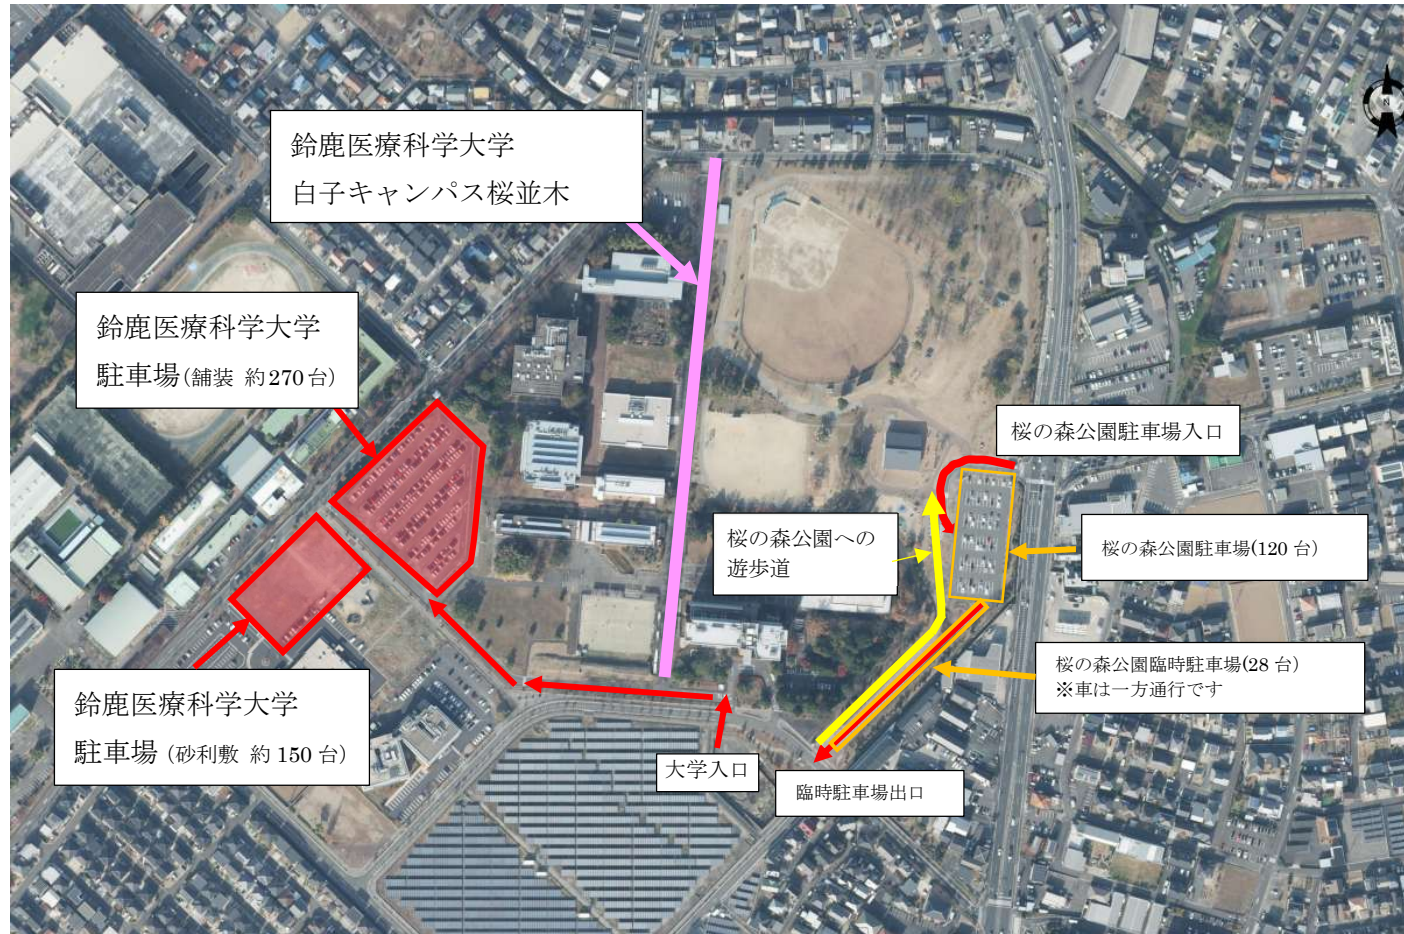 鈴鹿医療科学大学
白子キャンパス桜並木
鈴鹿医療科学大学
駐車場(舗装 約270台)
桜の森公園駐車場入口
桜の森公園への
遊歩道
桜の森公園駐車場(120台)
桜の森公園臨時駐車場(28台)
※車は一方通行です
鈴鹿医療科学大学
駐車場(砂利敷 約150台)
大学入口
臨時駐車場出口
N